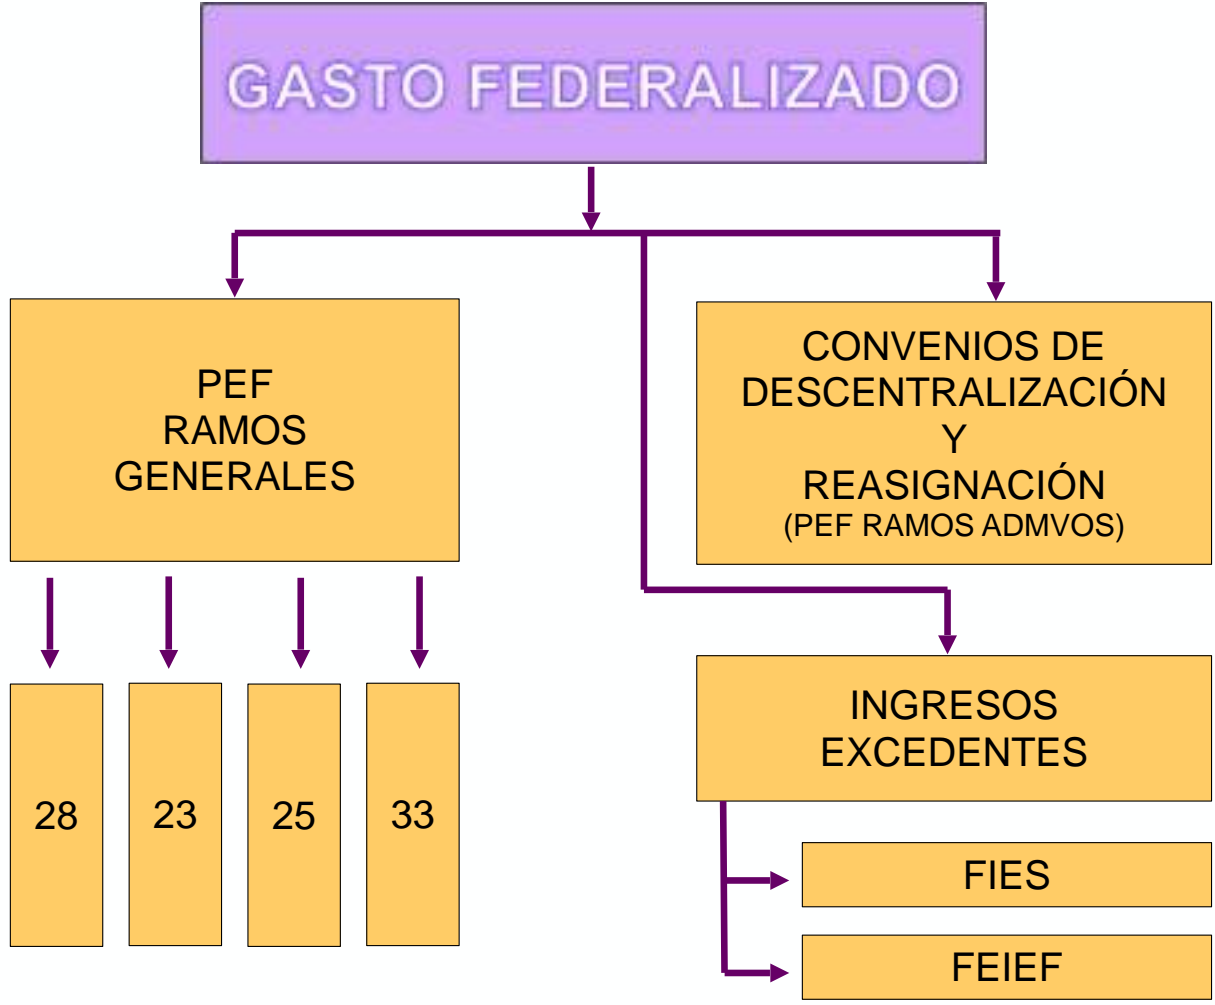 GASTO FEDERALIZADO
PEF
RAMOS
GENERALES
CONVENIOS DE
DESCENTRALIZACIÓN
Y
REASIGNACIÓN
(PEF RAMOS ADMVOS)
28
23
25
33
INGRESOS
EXCEDENTES
FIES
FEIEF